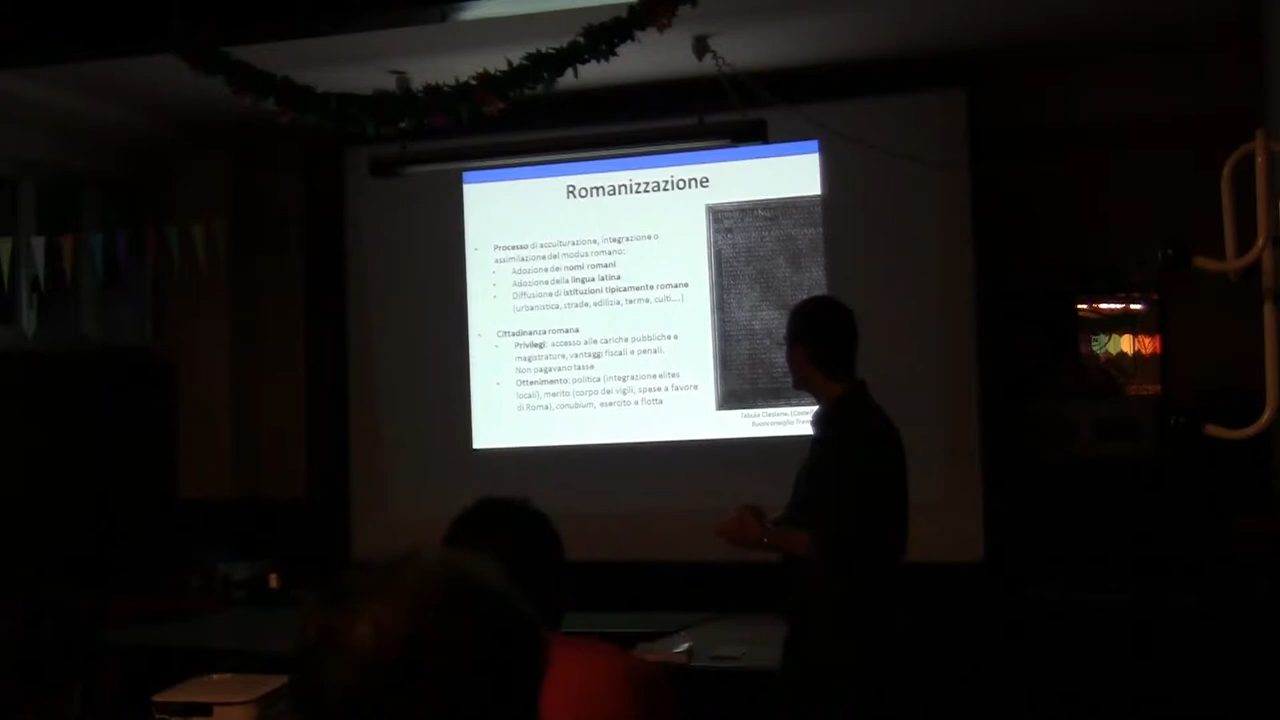 Romanizzazione
Processo di acculturazione, integrazione o
assimilazione del modus romano:
Adozione dei nomi romani
Adozione della lingua latina
Diffusione di istituzioni tipicamente romane
(urbanistica, strade, edilizia, terme, culti....)
Cittadinanza romana
Privilegi: accesso alle cariche pubbliche e
magistrature, vantaggi fiscali e penali.
Non pagavano tasse
Ottenimento: politica (integrazione elites
locali), merito (corpo dei vigili, spese a favore
di Roma), conubium, esercito e flotta
Tabula Clesiana. (Castell
Buonconsiglio Tren